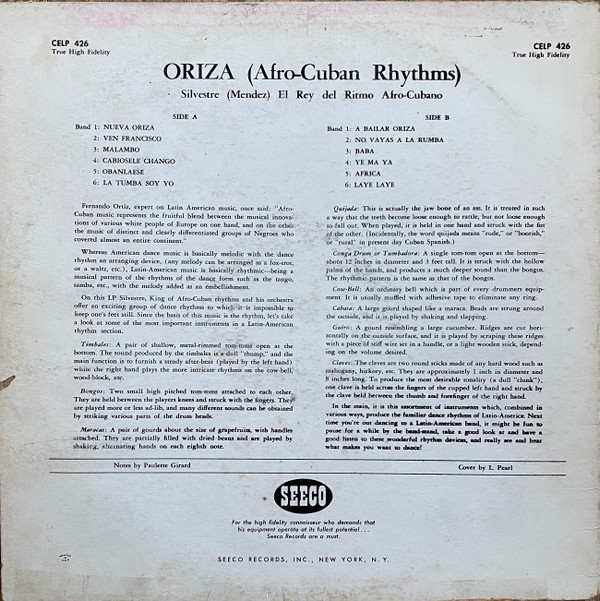 CELP 426
True High Fidelity
CELP 426
True High Fidelity
ORIZA (Afro-Cuban Rhythms)
Silvestre (Mendez) El Rey del Ritmo Afro-Cubano
SIDE A
Band 1: NUEVA ORIZA
2: VEN FRANCISCO
3: MALAMBO
4: CABIOSELE CHANGO
5: OBANLAESE
6: LA TUMBA SOY YO
SIDE B
Band 1: A BAILAR ORIZA
2: NO VAYAS A LA RUMBA
3: BABA
4: YE MA YA
5: AFRICA
6: LAYE LAYE
Fernando Ortiz, expert on Latin American music, once said: "Afro-
Cuban music represents the fruitful blend between the musical innova-
tions of various white people of Europe on one hand, and on the other
the music of distinct and clearly differentiated groups of Negroes who
covered almost an entire continent."
Whereas American dance music is basically melodic with the dance
rhythm an arranging device, (any melody can be arranged as a fox-trot,
or a waltz, etc.), Latin-American music is basically rhythmic—being a
musical pattern of the rhythms of the dance form such as the tango,
samba, etc., with the melody added as an embellishment.
On this LP Silvestre, King of Afro-Cuban rhythms and his orchestra
offer an exciting group of dance rhythms to which it is impossible to
keep one's feet still. Since the basis of this music is the rhythm, let's take
a look at some of the most important instruments in a Latin-American
rhythm section.
Timbales: A pair of shallow, metal-rimmed tom-toms open at the
bottom. The sound produced by the timbales is a dull "thump," and the
main function is to furnish a steady after-beat (played by the left hand)
while the right hand plays the more intricate rhythms on the cow-bell,
wood-block, etc.
Bongos: Two small high pitched tom-toms attached to each other.
They are held between the players knees and struck with the fingers. They
are played more or less ad-lib, and many different sounds can be obtained
by striking various parts of the drum heads.
Maracas: A pair of gourds about the size of grapefruits, with handles
attached. They are partially filled with dried beans and are played by
shaking, alternating hands on each eighth note.
Quijada: This is actually the jaw bone of an ass. It is treated in such
a way that the teeth become loose enough to rattle, but not loose enough
to fall out. When played, it is held in one hand and struck with the fist
of the other. (Incidentally, the word quijada means "rude," or "boorish,"
or "rural" in present day Cuban Spanish.)
Conga Drum or Tumbadora: A single tom-tom open at the bottom—
about 12 inches in diameter and 3 feet tall. It is struck with the hollow
palms of the hands, and produces a much deeper sound than the bongos.
The rhythmic pattern is the same as that of the bongos.
Cow-Bell: An ordinary bell which is part of every drummers equip-
ment. It is usually muffled with adhesive tape to eliminate any ring.
Cabaza: A large gourd shaped like a maraca. Beads are strung around
the outside, and it is played by shaking and slapping.
Guiro: A gourd resembling a large cucumber. Ridges are cut hori-
zontally on the outside surface, and it is played by scraping these ridges
with a piece of stiff wire set in a handle, or a light wooden stick, depend-
ing on the volume desired.
Claves: The claves are two round sticks made of any hard wood such as
mahogany, hickory, etc. They are approximately 1 inch in diameter and
8 inches long. To produce the most desirable tonality (a dull "clunk"),
one clave is held across the fingers of the cupped left hand and struck by
the clave held between the thumb and forefinger of the right hand.
In the main, it is this assortment of instruments which, combined in
various ways, produce the familiar dance rhythms of Latin-America. Next
time you're out dancing to a Latin-American band, it might be fun to
pause for a while by the band-stand, take a good look at and have a
good listen to these wonderful rhythm devices, and really see and hear
what makes you want to dance!
Notes by Paulette Girard
Cover by L. Pearl
SEECO
For the high fidelity connoisseur who demands that
his equipment operate at its fullest potential . . .
Seeco Records are a must.
SEECO RECORDS, INC., NEW YORK, N. Y.